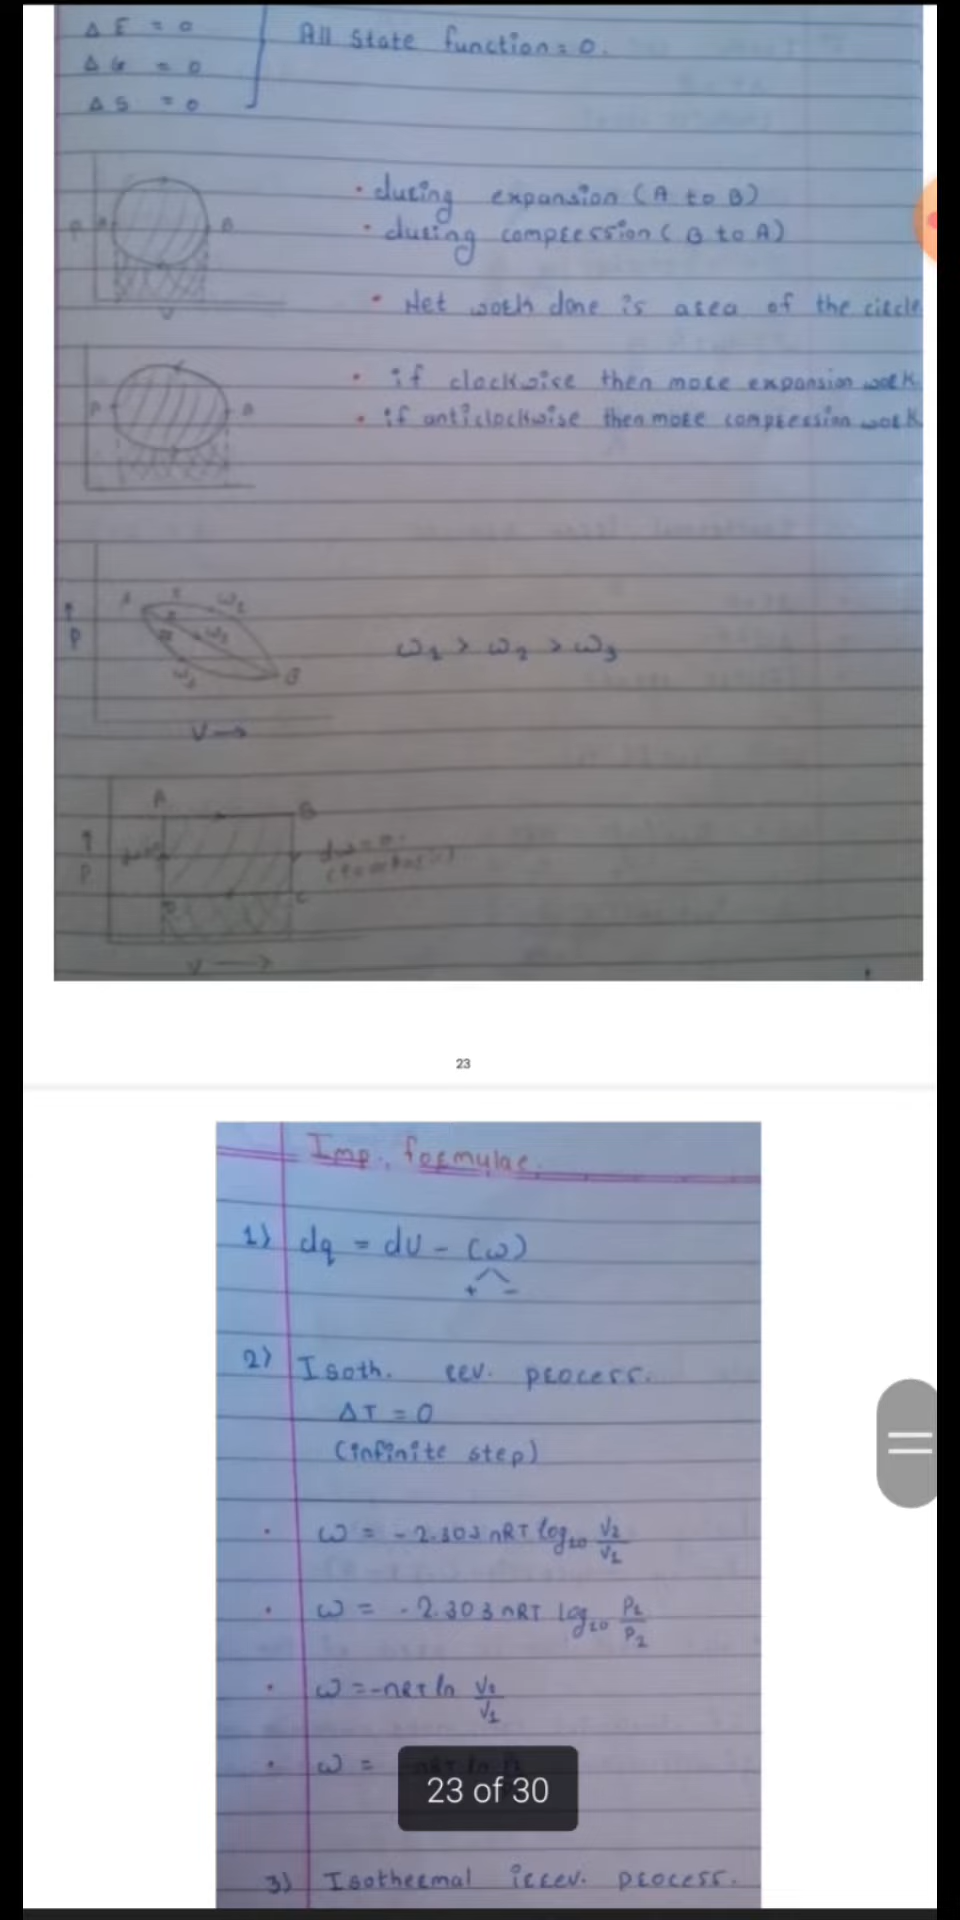 Δ E = 0
All State function = 0.
Δ G = 0
Δ S = 0
• during expansion (A to B)
• during compression ( B to A)
• Net work done is area of the circle
P A B
V
• if clockwise then more expansion work
• if anticlockwise then more compression work
A
P
B
V →
ω1 > ω2 > ω3
A B
P
C
V →
23
Imp. formulae.
1) dq = dU - (ω)
+ -
2) Isoth. rev. process.
ΔT = 0
(infinite step)
• ω = -2.303 nRT log10 V2/V1
• ω = -2.303 nRT log10 P1/P2
• ω = -nRT ln V2/V1
• ω =
23 of 30
3) Isothermal irrev. process.